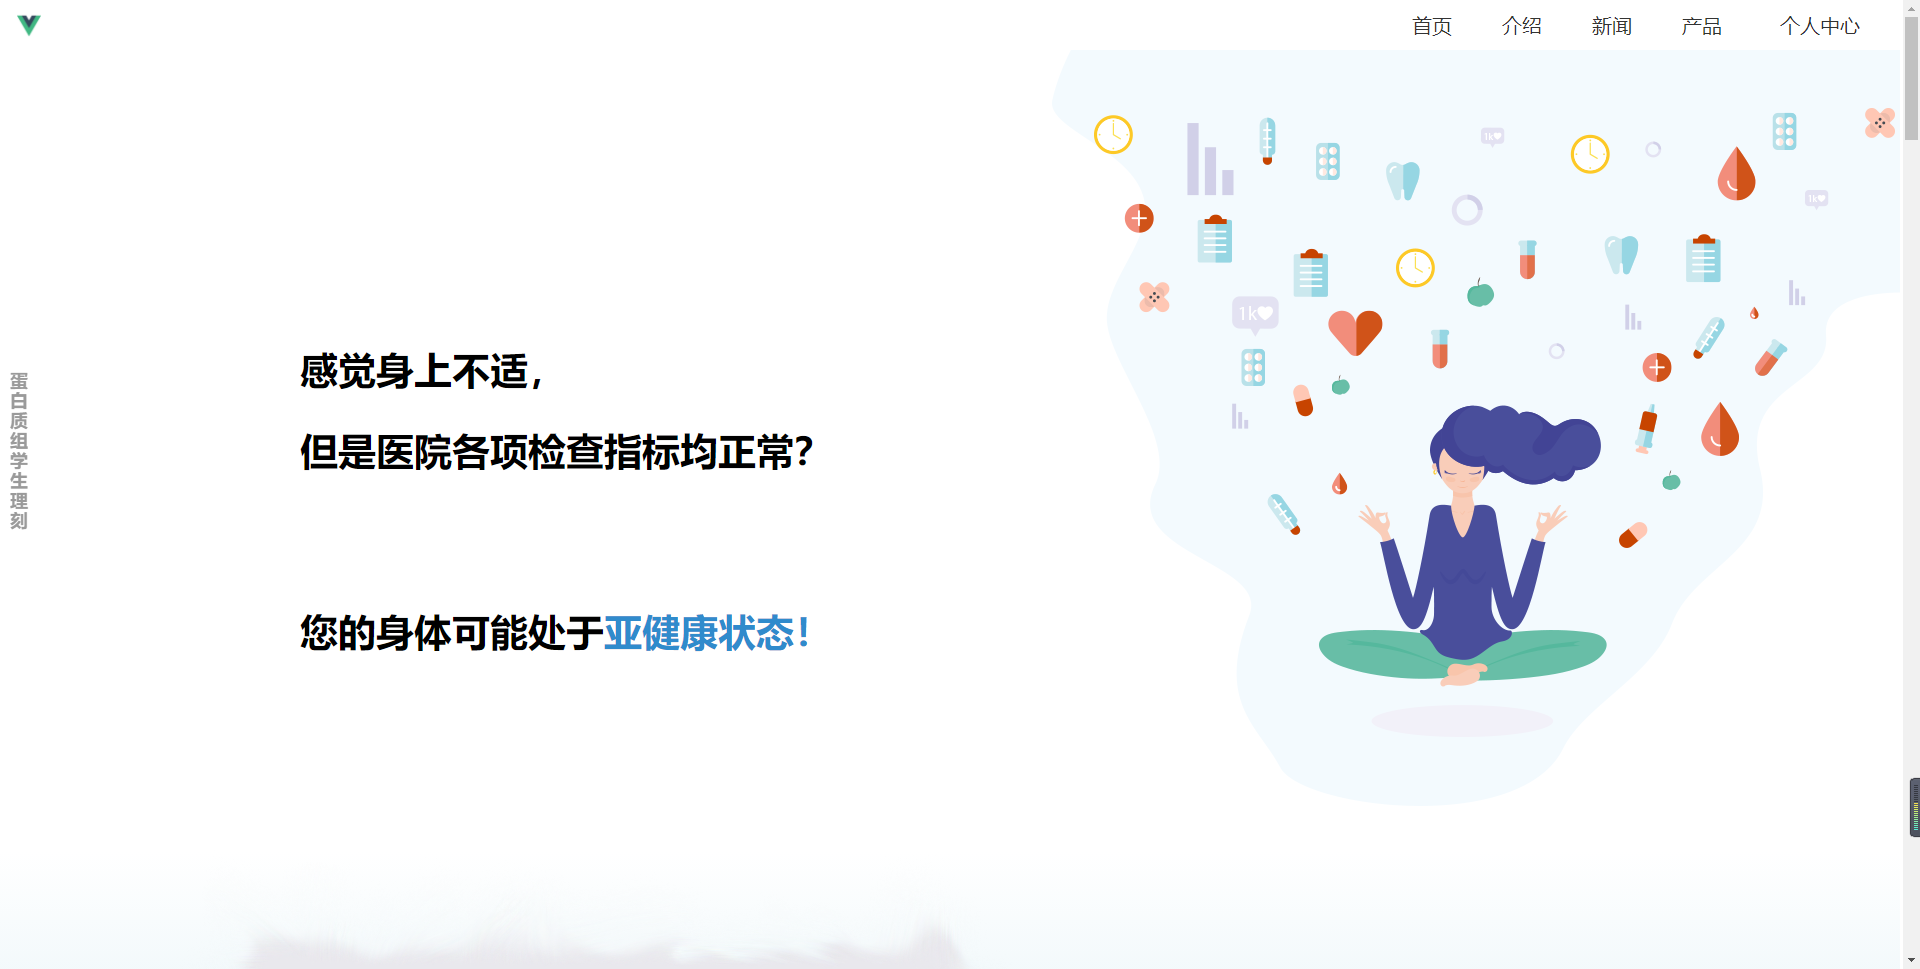 首页 介绍 新闻 产品 个人中心
蛋白质组学生理刻
感觉身上不适，
但是医院各项检查指标均正常？
您的身体可能处于亚健康状态！
1k
1k
1k